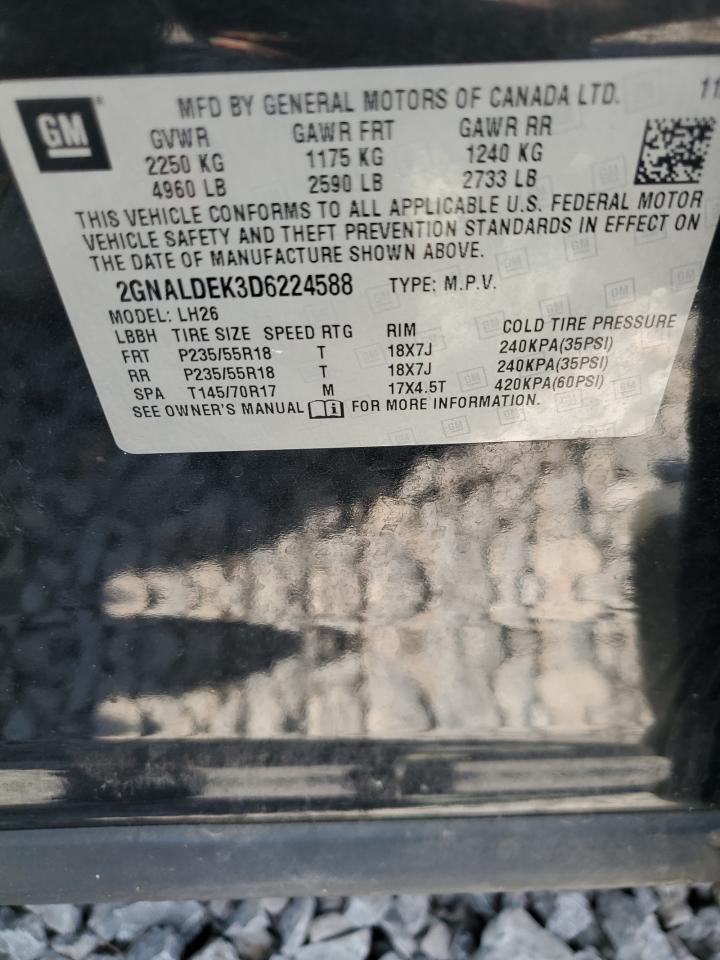 GM
MFD BY GENERAL MOTORS OF CANADA LTD. 11
GVWR GAWR FRT GAWR RR
2250 KG 1175 KG 1240 KG
4960 LB 2590 LB 2733 LB
THIS VEHICLE CONFORMS TO ALL APPLICABLE U.S. FEDERAL MOTOR
VEHICLE SAFETY AND THEFT PREVENTION STANDARDS IN EFFECT ON
THE DATE OF MANUFACTURE SHOWN ABOVE.
2GNALDEK3D6224588 TYPE: M.P.V.
MODEL: LH26
LBBH TIRE SIZE SPEED RTG RIM COLD TIRE PRESSURE
FRT P235/55R18 T 18X7J 240KPA(35PSI)
RR P235/55R18 T 18X7J 240KPA(35PSI)
SPA T145/70R17 M 17X4.5T 420KPA(60PSI)
SEE OWNER'S MANUAL FOR MORE INFORMATION.